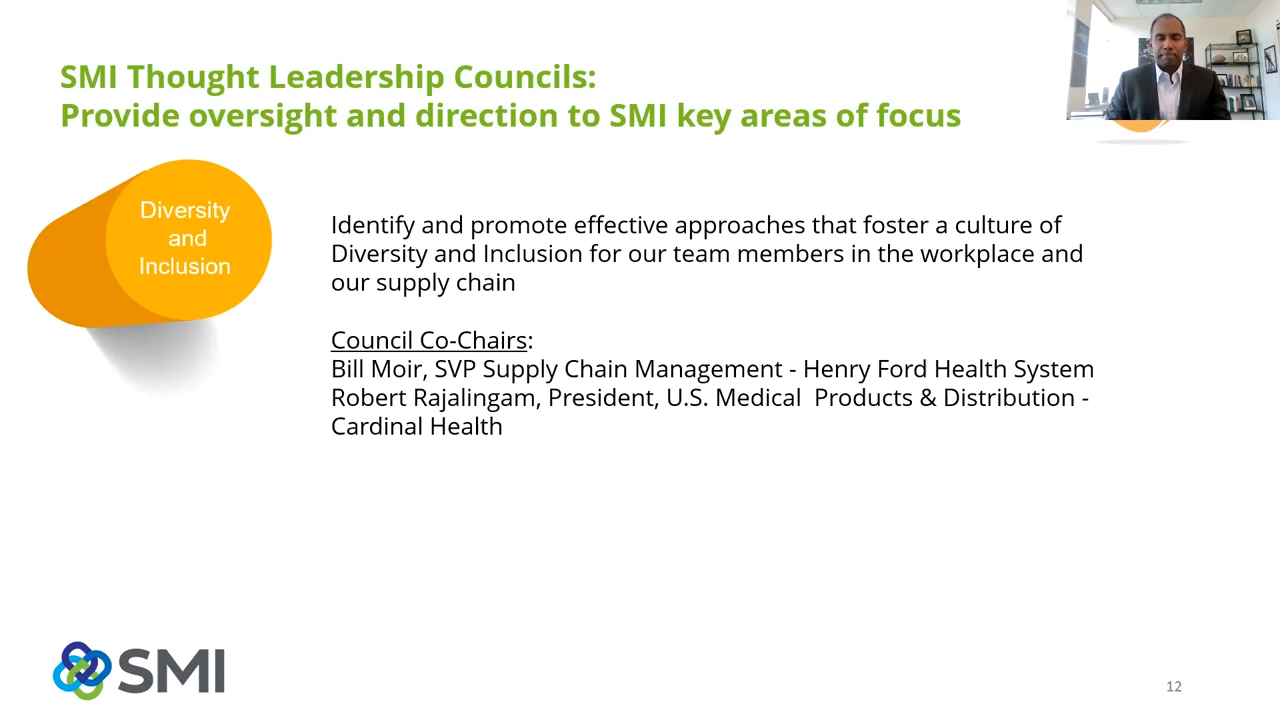 SMI Thought Leadership Councils:
Provide oversight and direction to SMI key areas of focus
Diversity
and
Inclusion
Identify and promote effective approaches that foster a culture of
Diversity and Inclusion for our team members in the workplace and
our supply chain
Council Co-Chairs:
Bill Moir, SVP Supply Chain Management - Henry Ford Health System
Robert Rajalingam, President, U.S. Medical  Products & Distribution -
Cardinal Health
SMI
12